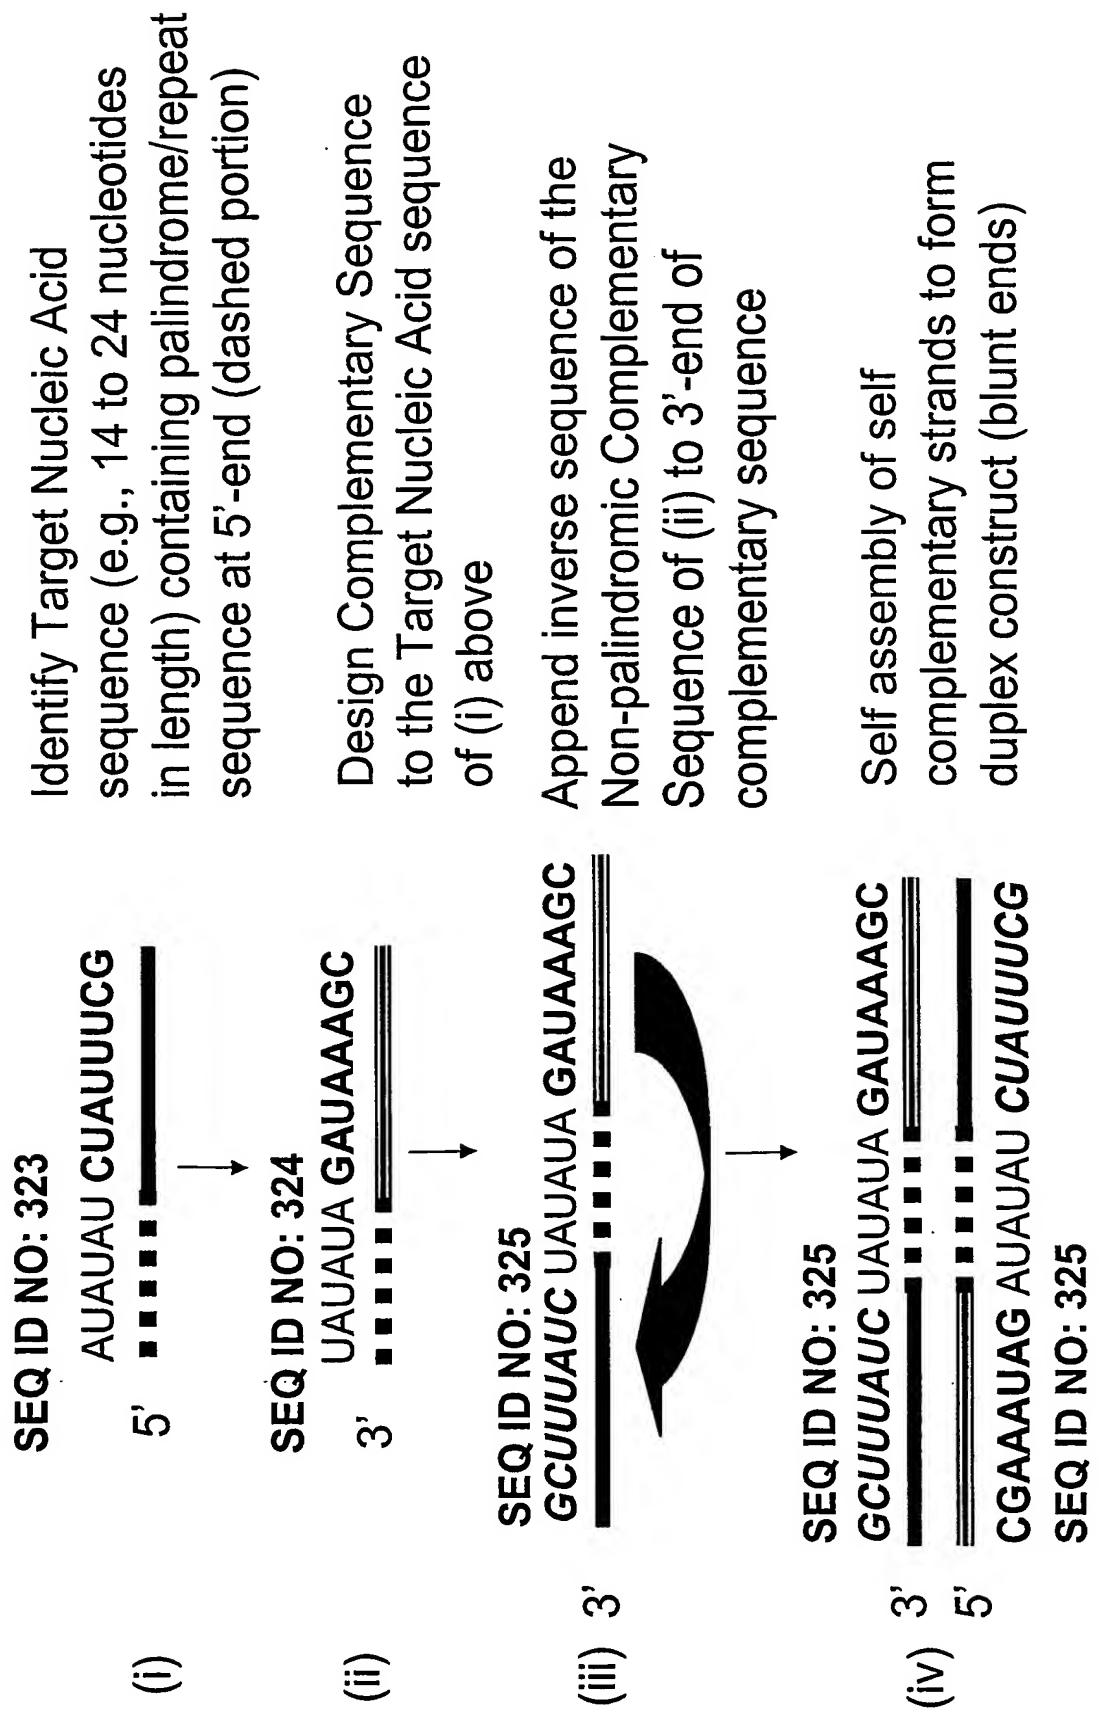 (i)
SEQ ID NO: 323
5' AUAUAU CUAUUUCG
Identify Target Nucleic Acid
sequence (e.g., 14 to 24 nucleotides
in length) containing palindrome/repeat
sequence at 5'-end (dashed portion)
(ii)
SEQ ID NO: 324
3' UAUAUA GAUAAAGC
Design Complementary Sequence
to the Target Nucleic Acid sequence
of (i) above
(iii)
SEQ ID NO: 325
GCUUUAUC UAUAUA GAUAAAGC
3'
Append inverse sequence of the
Non-palindromic Complementary
Sequence of (ii) to 3'-end of
complementary sequence
(iv)
SEQ ID NO: 325
GCUUUAUC UAUAUA GAUAAAGC
3'
5'
CGAAAUAG AUAUAU CUAUUUCG
SEQ ID NO: 325
Self assembly of self
complementary strands to form
duplex construct (blunt ends)